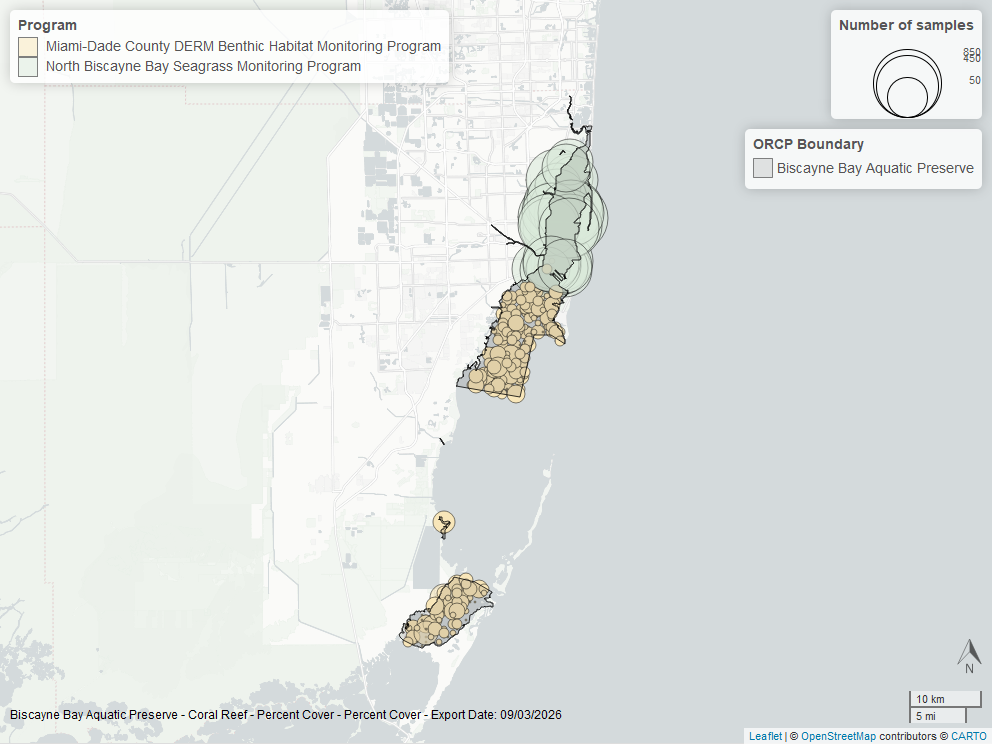 Program
Miami-Dade County DERM Benthic Habitat Monitoring Program
North Biscayne Bay Seagrass Monitoring Program
Number of samples
850
450
50
ORCP Boundary
Biscayne Bay Aquatic Preserve
N
10 km
5 mi
Biscayne Bay Aquatic Preserve - Coral Reef - Percent Cover - Percent Cover - Export Date: 09/03/2026
Leaflet | © OpenStreetMap contributors © CARTO